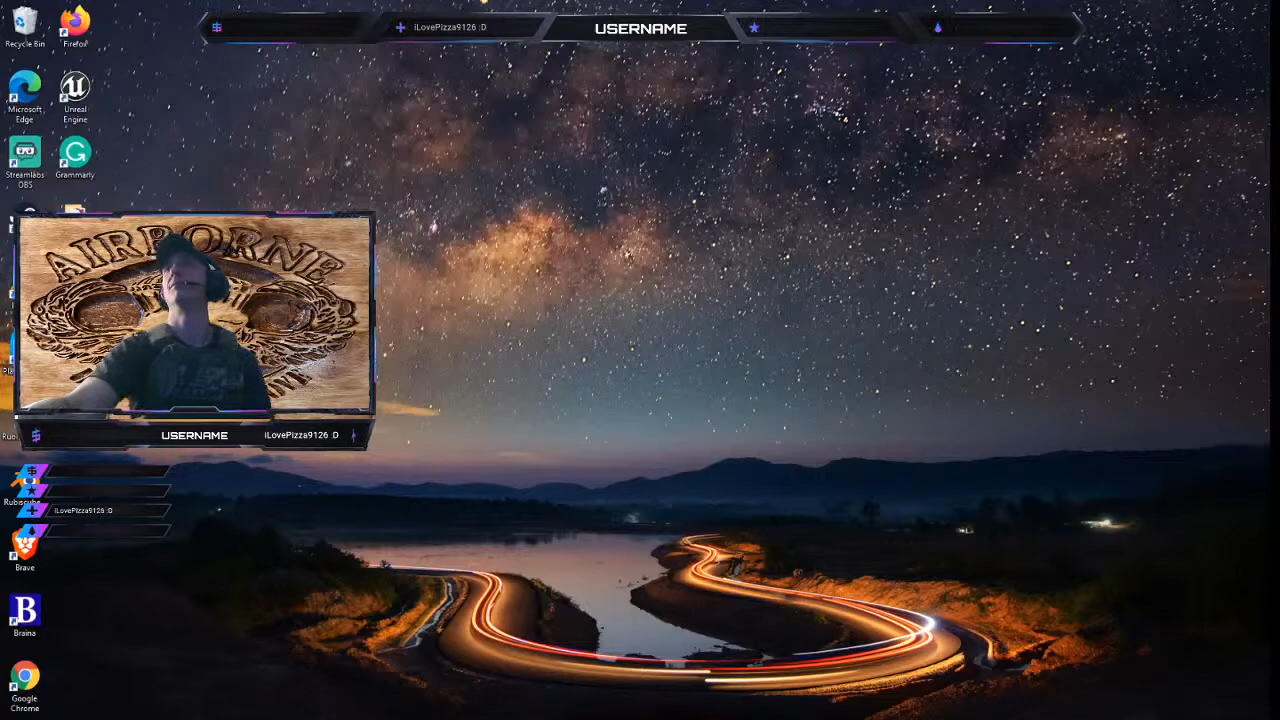 iLovePizza9126 :D
USERNAME
Recycle Bin
Firefox
Microsoft
Edge
Unreal
Engine
Streamlabs
OBS
Grammarly
AIRBORNE
USERNAME
iLovePizza9126 :D
iLovePizza9126 :D
Brave
B
Braina
Google
Chrome